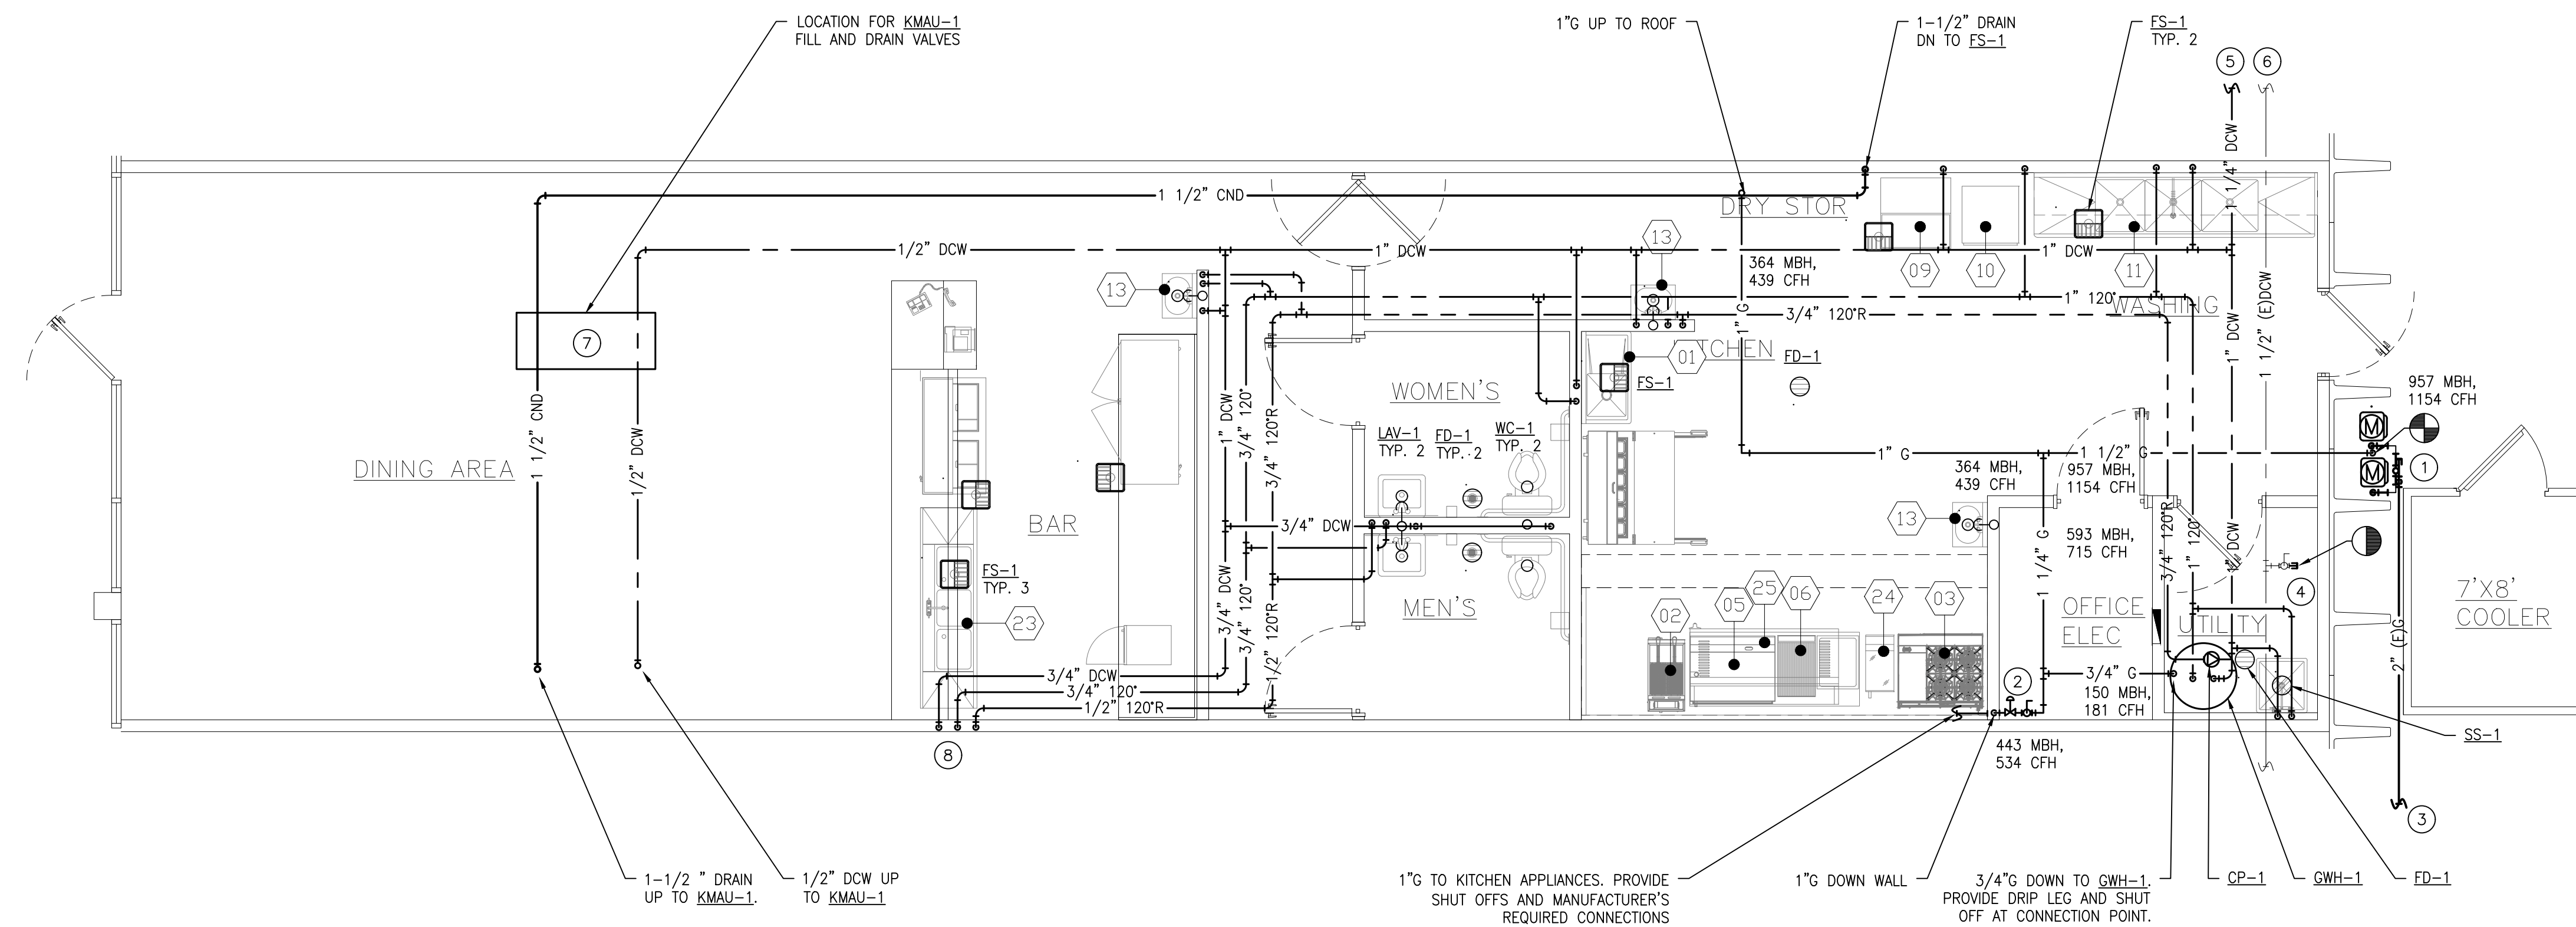 LOCATION FOR KMAU-1
FILL AND DRAIN VALVES
1"G UP TO ROOF
1-1/2" DRAIN
DN TO FS-1
FS-1
TYP. 2
5
6
1 1/4" DCW
1 1/2" CND
DRY STOR
1/2" DCW
1" DCW
13
364 MBH,
439 CFH
09
10
11
1" DCW
13
1" 120°
WASHING
3/4" 120°R
1" G
1" DCW
1 1/2" (E)DCW
7
01
KITCHEN
FD-1
FS-1
957 MBH,
1154 CFH
M
M
1
WOMEN'S
LAV-1
TYP. 2
FD-1
TYP. 2
WC-1
TYP. 2
1 1/2" CND
1/2" DCW
1" DCW
3/4" 120°
3/4" 120°R
DINING AREA
BAR
1" G
1 1/2" G
364 MBH,
439 CFH
957 MBH,
1154 CFH
13
3/4" DCW
593 MBH,
715 CFH
1 1/4" G
3/4" 120°R
1" 120°
1" DCW
FS-1
TYP. 3
23
MEN'S
3/4" DCW
3/4" 120°
1/2" 120°R
02
05
25
06
24
03
OFFICE
ELEC
UTILITY
4
7'X8'
COOLER
2" (E)G
3/4" DCW
3/4" 120°
1/2" 120°R
2
3/4" G
150 MBH,
181 CFH
8
443 MBH,
534 CFH
SS-1
3
1-1/2 " DRAIN
UP TO KMAU-1.
1/2" DCW UP
TO KMAU-1
1"G TO KITCHEN APPLIANCES. PROVIDE
SHUT OFFS AND MANUFACTURER'S
REQUIRED CONNECTIONS
1"G DOWN WALL
3/4"G DOWN TO GWH-1.
PROVIDE DRIP LEG AND SHUT
OFF AT CONNECTION POINT.
CP-1
GWH-1
FD-1